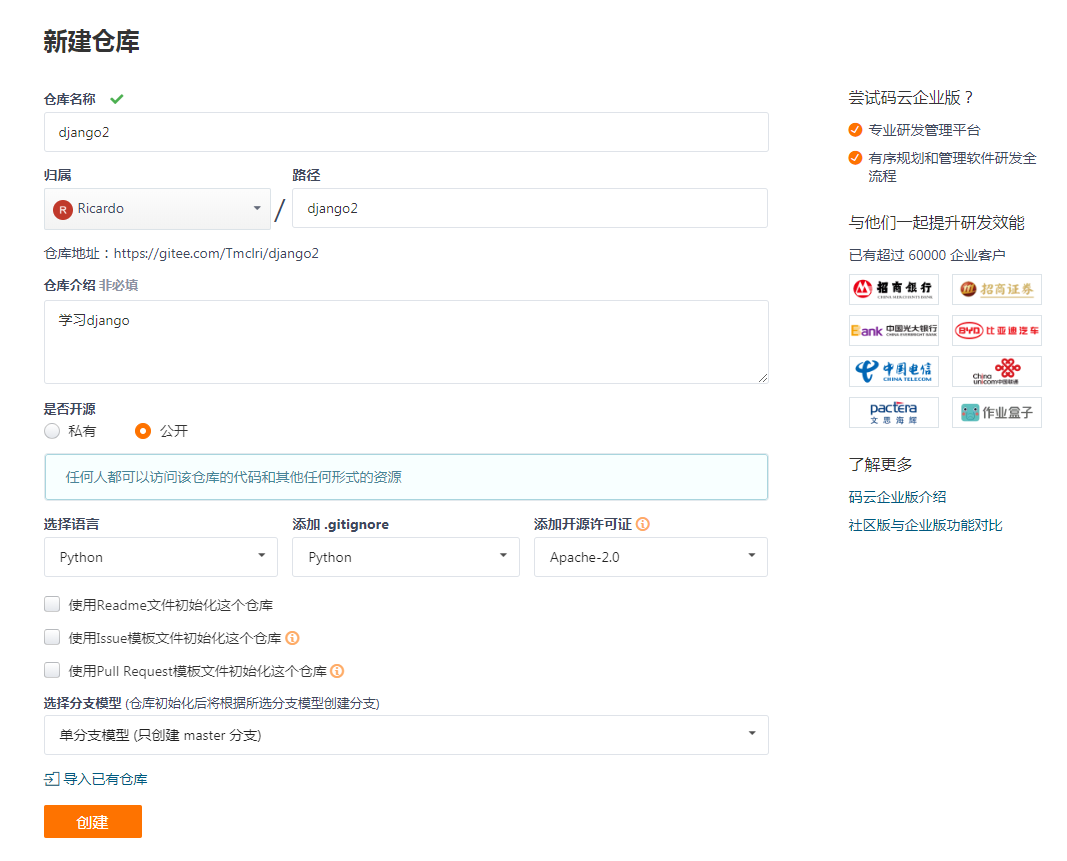 新建仓库
仓库名称
django2
归属
路径
R Ricardo / django2
仓库地址：https://gitee.com/Tmclri/django2
仓库介绍 非必填
学习django
是否开源
私有 公开
任何人都可以访问该仓库的代码和其他任何形式的资源
选择语言 添加 .gitignore 添加开源许可证
Python Python Apache-2.0
使用Readme文件初始化这个仓库
使用Issue模板文件初始化这个仓库
使用Pull Request模板文件初始化这个仓库
选择分支模型 (仓库初始化后将根据所选分支模型创建分支)
单分支模型 (只创建 master 分支)
导入已有仓库
创建
尝试码云企业版？
专业研发管理平台
有序规划和管理软件研发全
流程
与他们一起提升研发效能
已有超过 60000 企业客户
招商银行
CHINA MERCHANTS BANK
招商证券
Bank 中国光大银行
CHINA EVERBRIGHT BANK
BYD 比亚迪汽车
中国电信
CHINA TELECOM
China
unicom中国联通
pactera
文思海辉
作业盒子
了解更多
码云企业版介绍
社区版与企业版功能对比